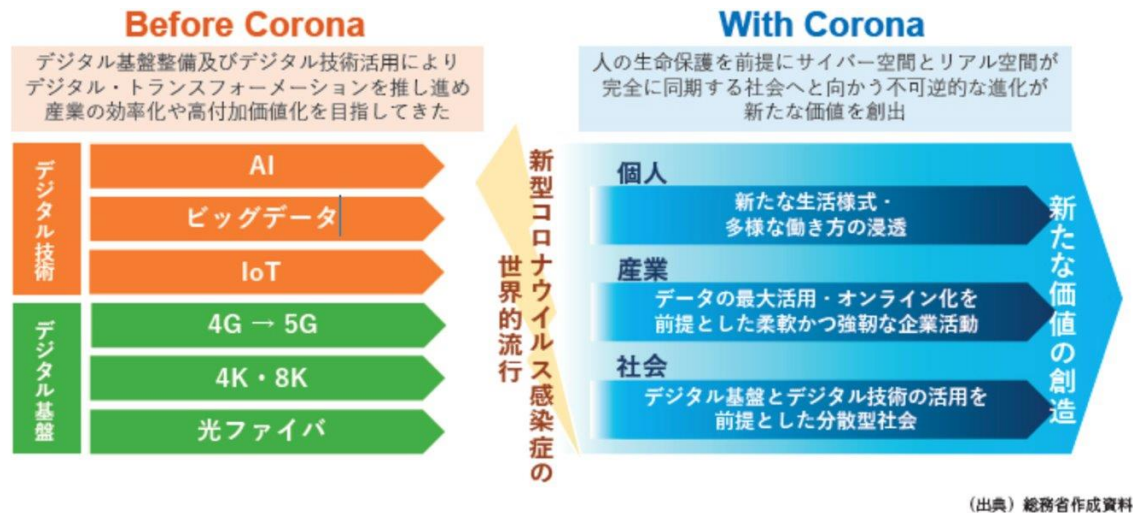 Before Corona
デジタル基盤整備及びデジタル技術活用により
デジタル・トランスフォーメーションを推し進め
産業の効率化や高付加価値化を目指してきた
デジタル技術
AI
ビッグデータ
IoT
デジタル基盤
4G → 5G
4K・8K
光ファイバ
新型コロナウイルス感染症の
世界的流行
With Corona
人の生命保護を前提にサイバー空間とリアル空間が
完全に同期する社会へと向かう不可逆的な進化が
新たな価値を創出
個人
新たな生活様式・
多様な働き方の浸透
産業
データの最大活用・オンライン化を
前提とした柔軟かつ強靭な企業活動
社会
デジタル基盤とデジタル技術の活用を
前提とした分散型社会
新たな価値の創造
（出典）総務省作成資料